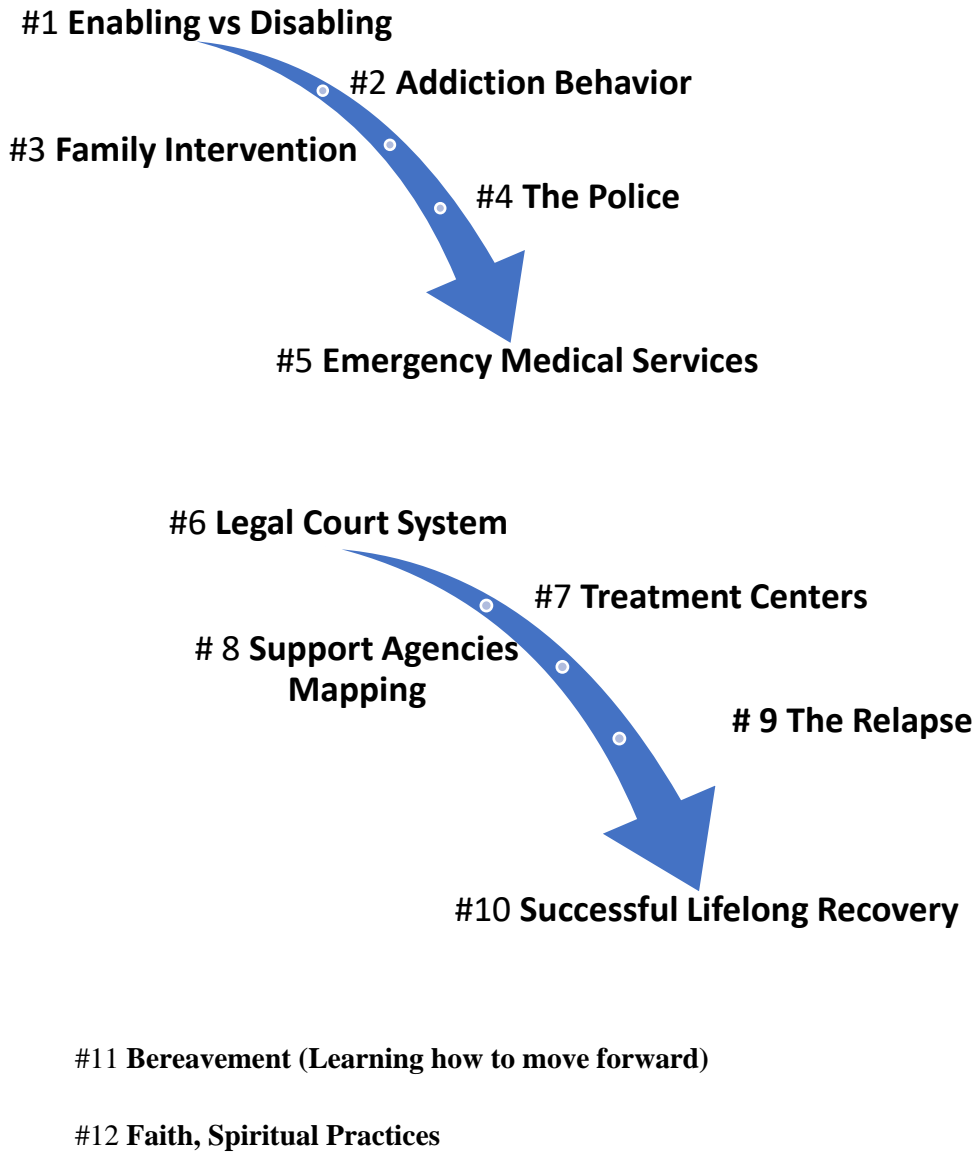 #1 Enabling vs Disabling
#2 Addiction Behavior
#3 Family Intervention
#4 The Police
#5 Emergency Medical Services
#6 Legal Court System
#7 Treatment Centers
# 8 Support Agencies
Mapping
# 9 The Relapse
#10 Successful Lifelong Recovery
#11 Bereavement (Learning how to move forward)
#12 Faith, Spiritual Practices